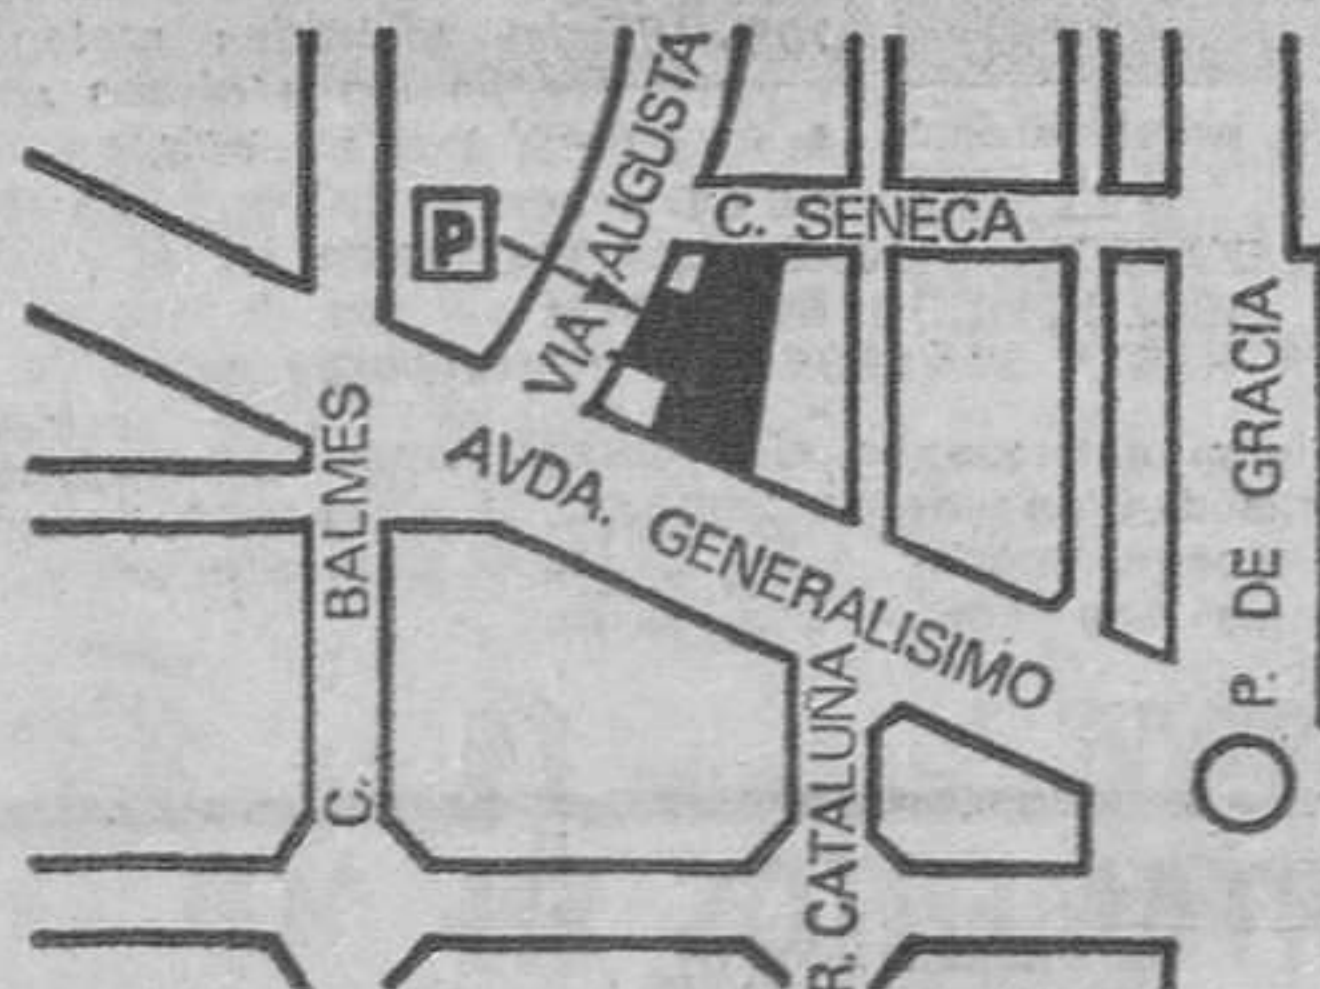 VIA AUGUSTA
P
C. SENECA
C. BALMES
AVDA. GENERALISIMO
P. DE GRACIA
R. CATALUÑA